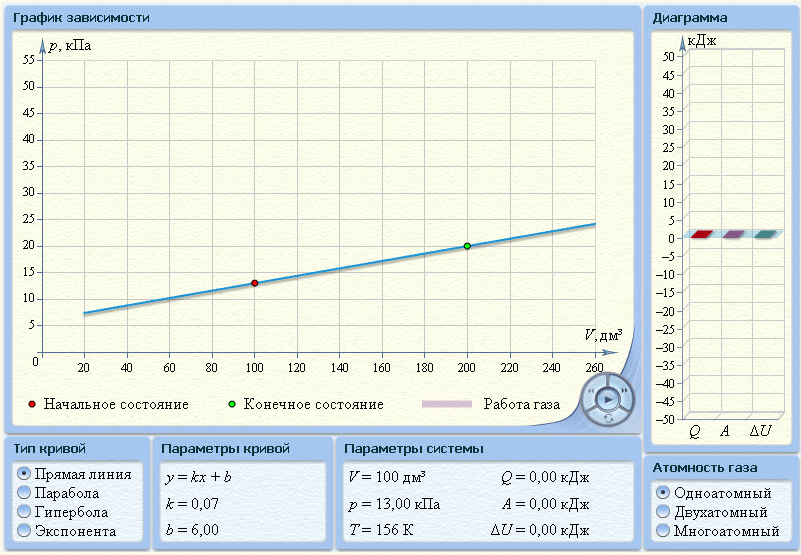 График зависимости
p, кПа
55
50
45
40
35
30
25
20
15
10
5
0
20 40 60 80 100 120 140 160 180 200 220 240 260
V, дм³
Начальное состояние Конечное состояние Работа газа
Диаграмма
кДж
50
45
40
35
30
25
20
15
10
5
0
−5
−10
−15
−20
−25
−30
−35
−40
−45
−50
Q A ΔU
Тип кривой
Прямая линия
Парабола
Гипербола
Экспонента
Параметры кривой
y = kx + b
k = 0,07
b = 6,00
Параметры системы
V = 100 дм³ Q = 0,00 кДж
p = 13,00 кПа A = 0,00 кДж
T = 156 К ΔU = 0,00 кДж
Атомность газа
Одноатомный
Двухатомный
Многоатомный